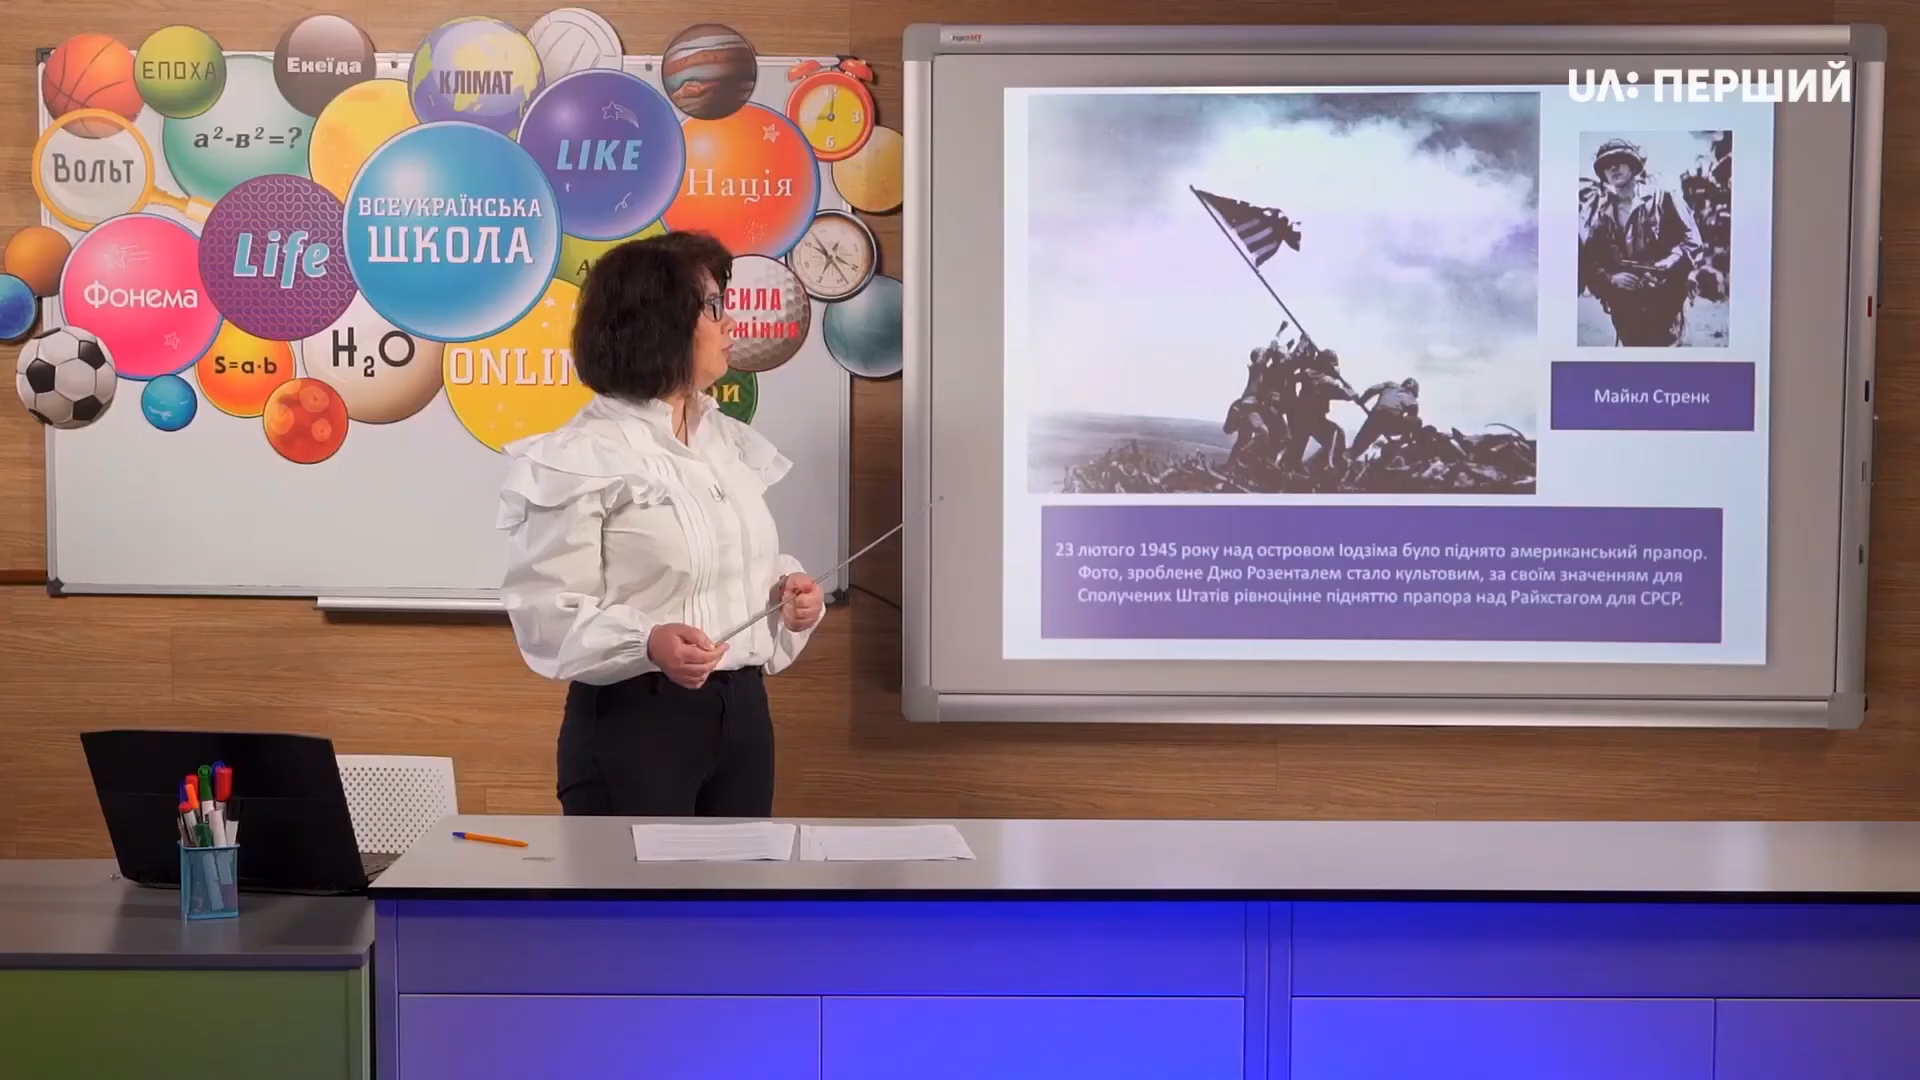 UA: ПЕРШИЙ
ЕПОХА
Енеїда
КЛІМАТ
a²-в²=?
Вольт
LIKE
Нація
ВСЕУКРАЇНСЬКА
ШКОЛА
Life
Фонема
СИЛА
H₂O
S=a·b
Майкл Стренк
23 лютого 1945 року над островом Іодзіма було піднято американський прапор.
Фото, зроблене Джо Розенталем стало культовим, за своїм значенням для
Сполучених Штатів рівноцінне підняттю прапора над Райхстагом для СРСР.